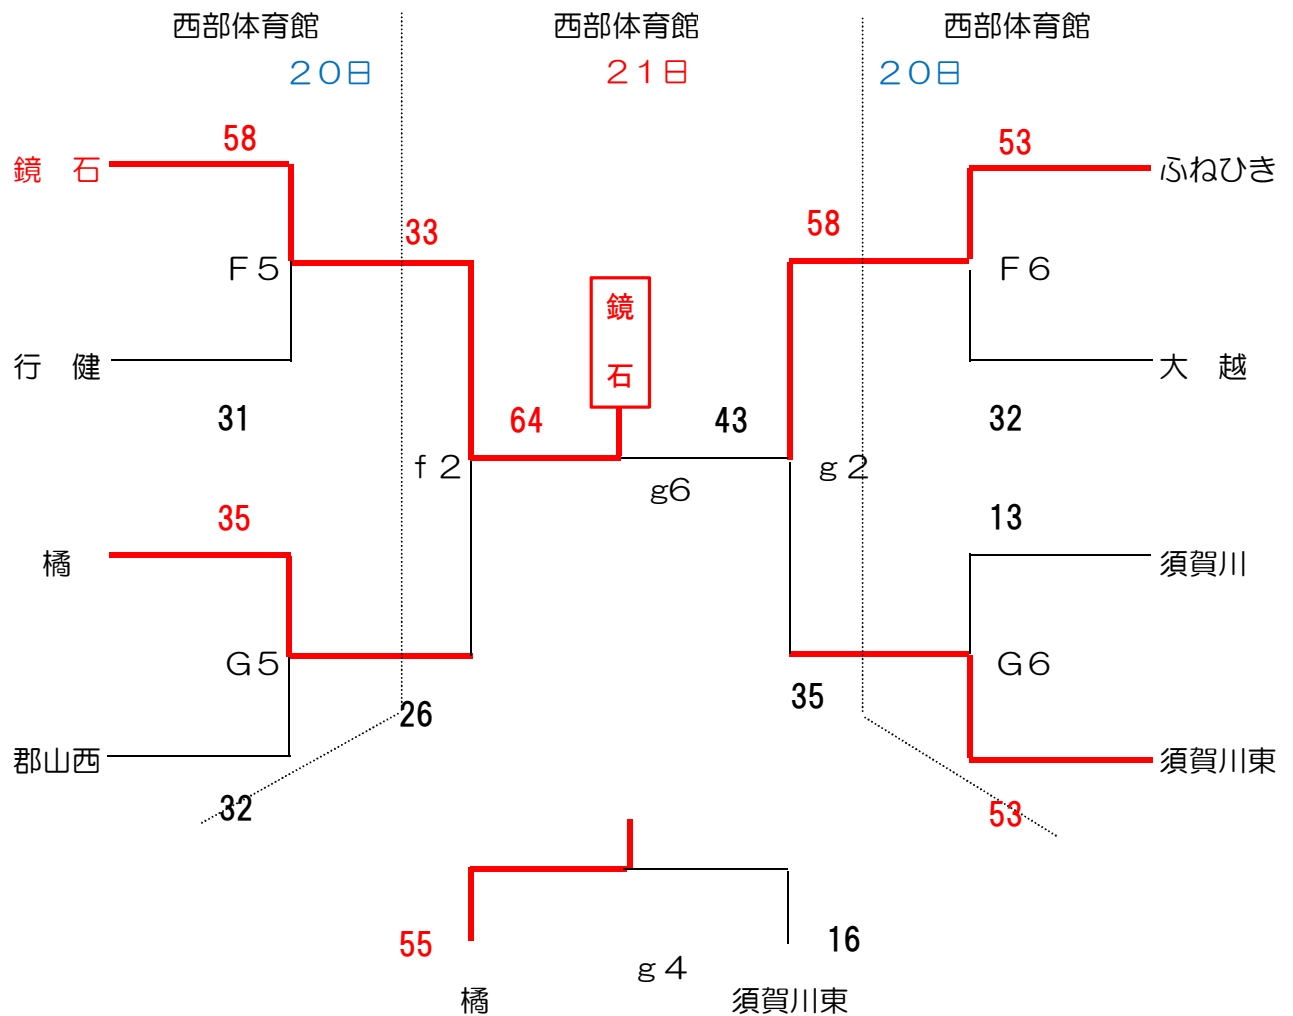 西部体育館 西部体育館 西部体育館
２０日 ２１日 ２０日
58 53
鏡　石 ふねひき
33 58
Ｆ５ Ｆ６
鏡
石
行　健 大　越
31 64 43 32
ｆ２ ｇ２
g6
35 13
橘 須賀川
Ｇ５ Ｇ６
26 35
郡山西 須賀川東
32 53
55 16
ｇ４
橘 須賀川東